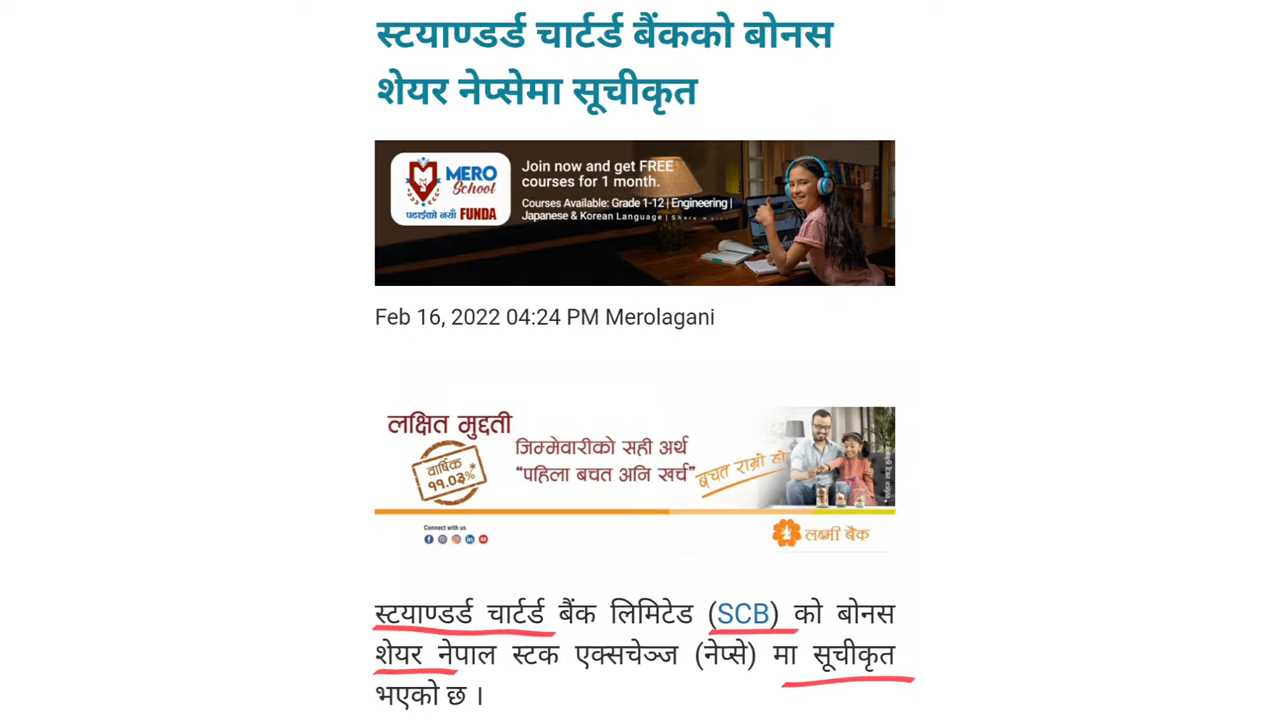 स्टयाण्डर्ड चार्टर्ड बैंकको बोनस
शेयर नेप्सेमा सूचीकृत
MERO
School
पढाईको नयाँ FUNDA
Join now and get FREE
courses for 1 month.
Courses Available: Grade 1-12 | Engineering |
Japanese & Korean Language |
Feb 16, 2022 04:24 PM Merolagani
लक्षित मुद्दती
वार्षिक
११.०३%*
जिम्मेवारीको सही अर्थ
“पहिला बचत अनि खर्च”
बचत राम्रो हो
Connect with us
लक्ष्मी बैंक
स्टयाण्डर्ड चार्टर्ड बैंक लिमिटेड (SCB) को बोनस
शेयर नेपाल स्टक एक्सचेञ्ज (नेप्से) मा सूचीकृत
भएको छ ।